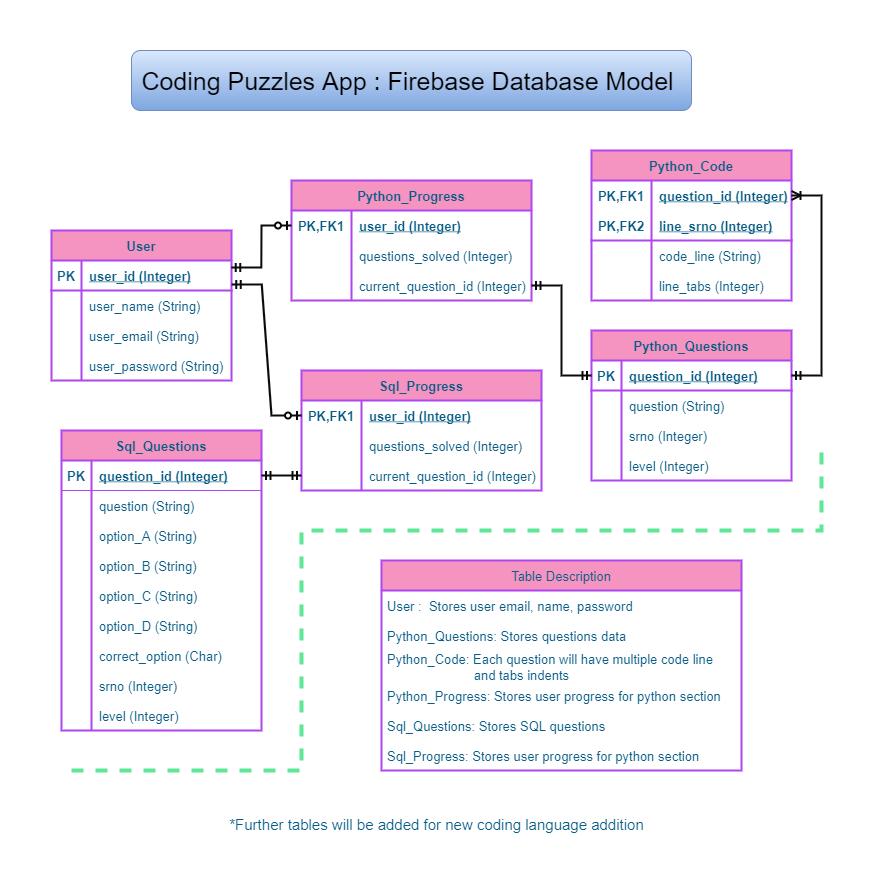 Coding Puzzles App : Firebase Database Model
User
PK user_id (Integer)
user_name (String)
user_email (String)
user_password (String)
Python_Progress
PK,FK1 user_id (Integer)
questions_solved (Integer)
current_question_id (Integer)
Python_Code
PK,FK1 question_id (Integer)
PK,FK2 line_srno (Integer)
code_line (String)
line_tabs (Integer)
Python_Questions
PK question_id (Integer)
question (String)
srno (Integer)
level (Integer)
Sql_Progress
PK,FK1 user_id (Integer)
questions_solved (Integer)
current_question_id (Integer)
Sql_Questions
PK question_id (Integer)
question (String)
option_A (String)
option_B (String)
option_C (String)
option_D (String)
correct_option (Char)
srno (Integer)
level (Integer)
Table Description
User : Stores user email, name, password
Python_Questions: Stores questions data
Python_Code: Each question will have multiple code line
and tabs indents
Python_Progress: Stores user progress for python section
Sql_Questions: Stores SQL questions
Sql_Progress: Stores user progress for python section
*Further tables will be added for new coding language addition